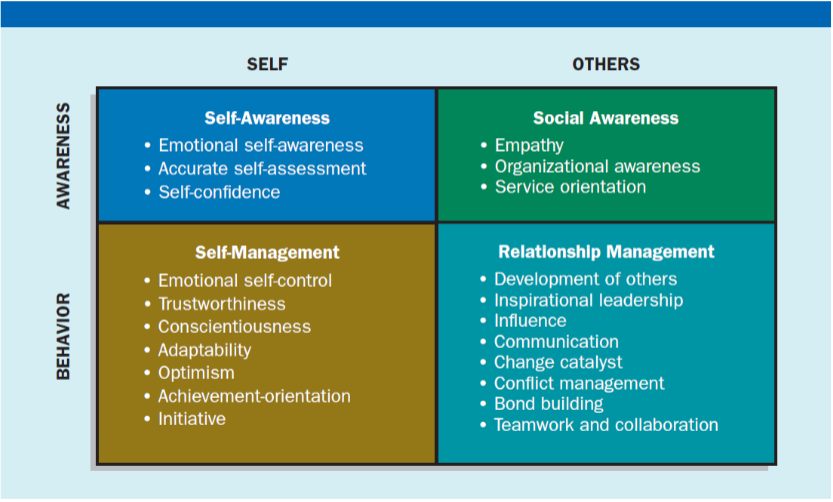 SELF
OTHERS
AWARENESS
Self-Awareness
• Emotional self-awareness
• Accurate self-assessment
• Self-confidence
Social Awareness
• Empathy
• Organizational awareness
• Service orientation
BEHAVIOR
Self-Management
• Emotional self-control
• Trustworthiness
• Conscientiousness
• Adaptability
• Optimism
• Achievement-orientation
• Initiative
Relationship Management
• Development of others
• Inspirational leadership
• Influence
• Communication
• Change catalyst
• Conflict management
• Bond building
• Teamwork and collaboration